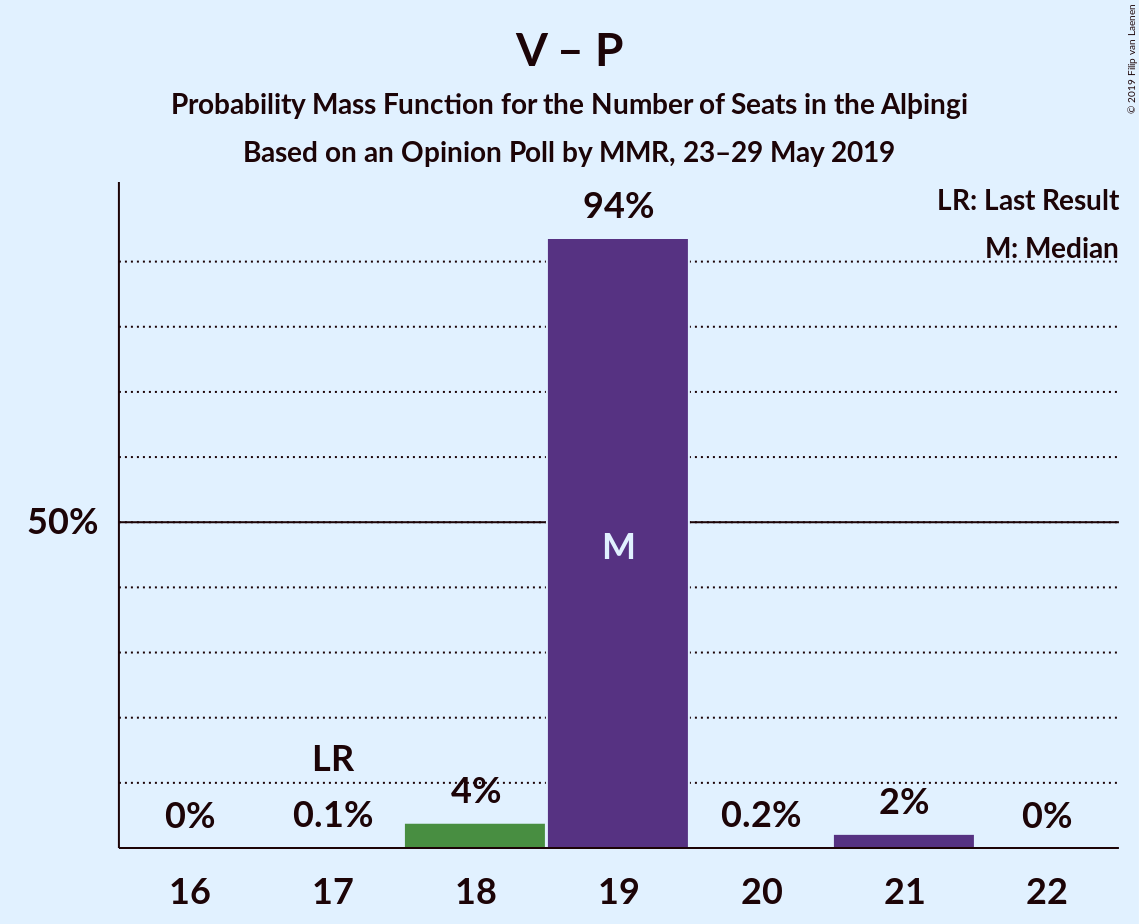 V – P
Probability Mass Function for the Number of Seats in the Alþingi
Based on an Opinion Poll by MMR, 23–29 May 2019
© 2019 Filip van Laenen
LR: Last Result
M: Median
94%
50%
M
LR
0%
0.1%
4%
0.2%
2%
0%
16 17 18 19 20 21 22